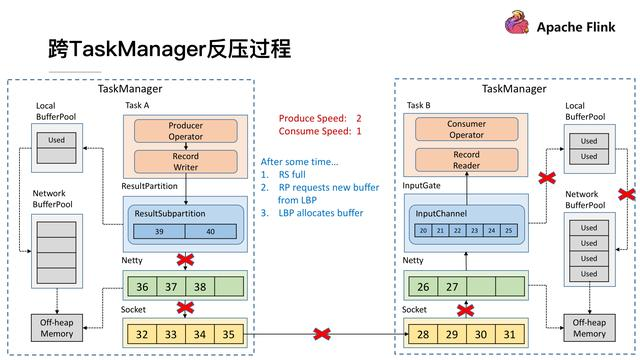 Apache Flink
跨TaskManager反压过程
TaskManager
Local
BufferPool
Used
Network
BufferPool
Off-heap
Memory
Task A
Producer
Operator
Record
Writer
ResultPartition
ResultSubpartition
39 40
Netty
36 37 38
Socket
32 33 34 35
Produce Speed: 2
Consume Speed: 1
After some time...
1. RS full
2. RP requests new buffer
from LBP
3. LBP allocates buffer
TaskManager
Task B
Consumer
Operator
Record
Reader
InputGate
InputChannel
20 21 22 23 24 25
Netty
26 27
Socket
28 29 30 31
Local
BufferPool
Used
Used
Network
BufferPool
Used
Used
Used
Used
Off-heap
Memory